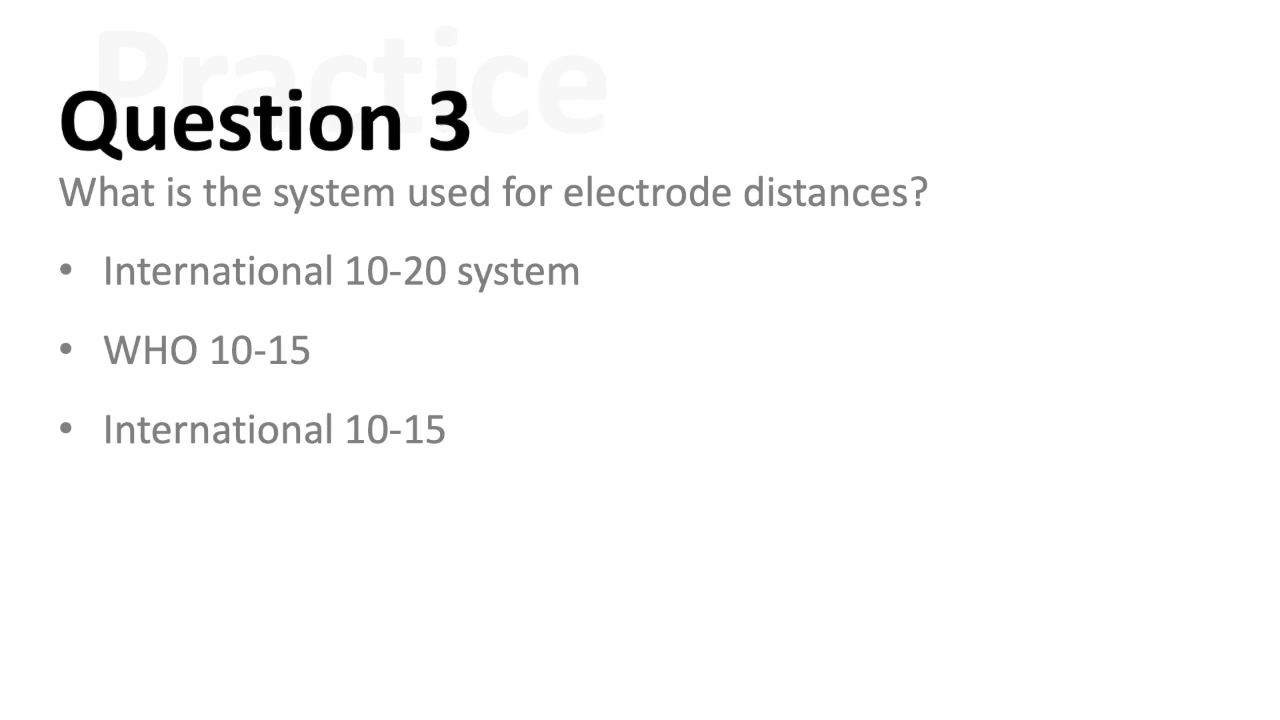 Practice
Question 3
What is the system used for electrode distances?
• International 10-20 system
• WHO 10-15
• International 10-15